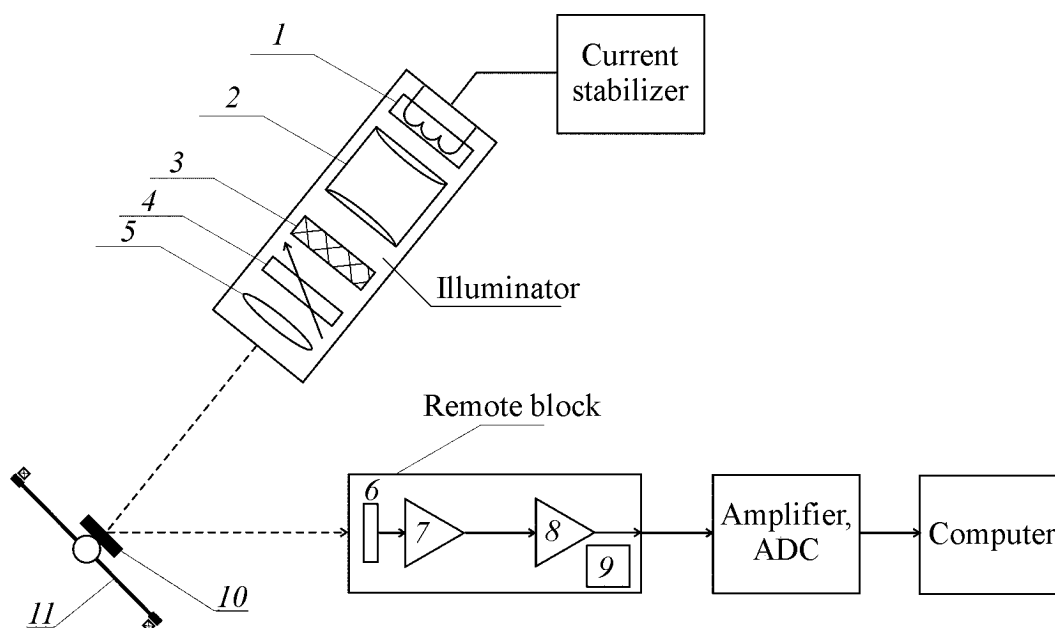 1
Current
stabilizer
2
3
4
5
Illuminator
Remote block
6
7
8
9
Amplifier,
ADC
Computer
10
11